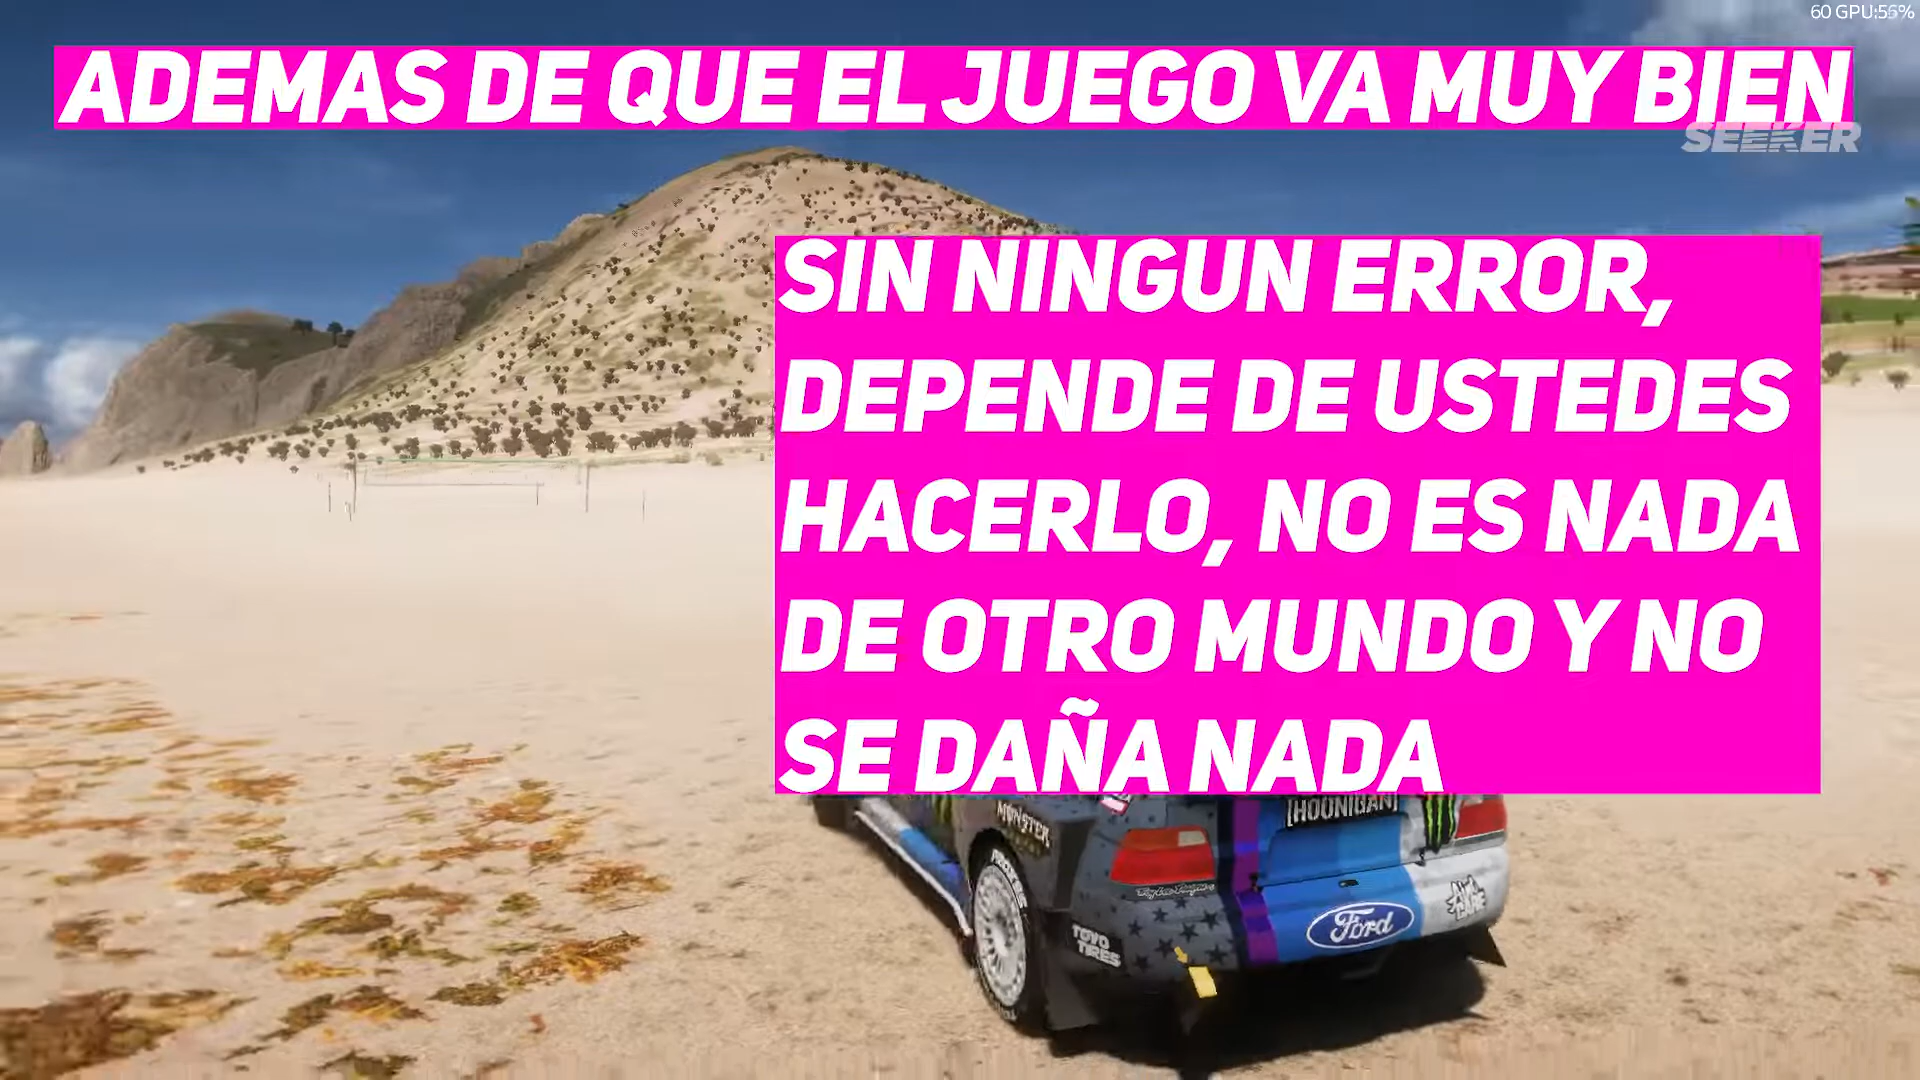 60 GPU:56%
ADEMAS DE QUE EL JUEGO VA MUY BIEN
SEEKER
SIN NINGUN ERROR,
DEPENDE DE USTEDES
HACERLO, NO ES NADA
DE OTRO MUNDO Y NO
SE DAÑA NADA
[HOONIGAN]
MONSTER
Ford
TOYO
TIRES